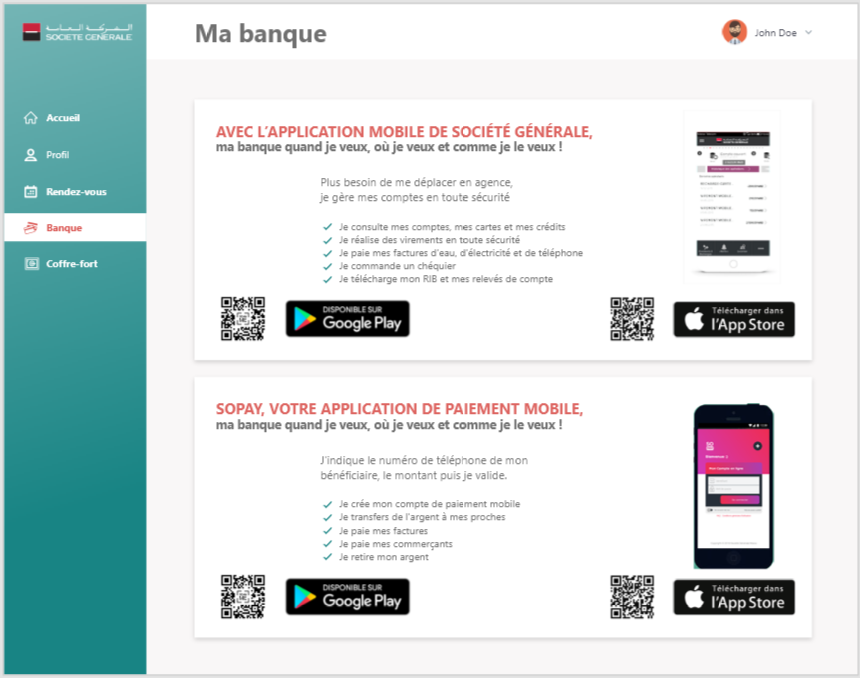 الشركة العامة
SOCIETE GENERALE
Ma banque
John Doe
Accueil
Profil
Rendez-vous
Banque
Coffre-fort
AVEC L'APPLICATION MOBILE DE SOCIÉTÉ GÉNÉRALE,
ma banque quand je veux, où je veux et comme je le veux !
Plus besoin de me déplacer en agence,
je gère mes comptes en toute sécurité
Je consulte mes comptes, mes cartes et mes crédits
Je réalise des virements en toute sécurité
Je paie mes factures d'eau, d'électricité et de téléphone
Je commande un chéquier
Je télécharge mon RIB et mes relevés de compte
DISPONIBLE SUR
Google Play
Télécharger dans
l'App Store
SOPAY, VOTRE APPLICATION DE PAIEMENT MOBILE,
ma banque quand je veux, où je veux et comme je le veux !
J'indique le numéro de téléphone de mon
bénéficiaire, le montant puis je valide.
Je crée mon compte de paiement mobile
Je transfers de l'argent à mes proches
Je paie mes factures
Je paie mes commerçants
Je retire mon argent
Bienvenue
DISPONIBLE SUR
Google Play
Télécharger dans
l'App Store